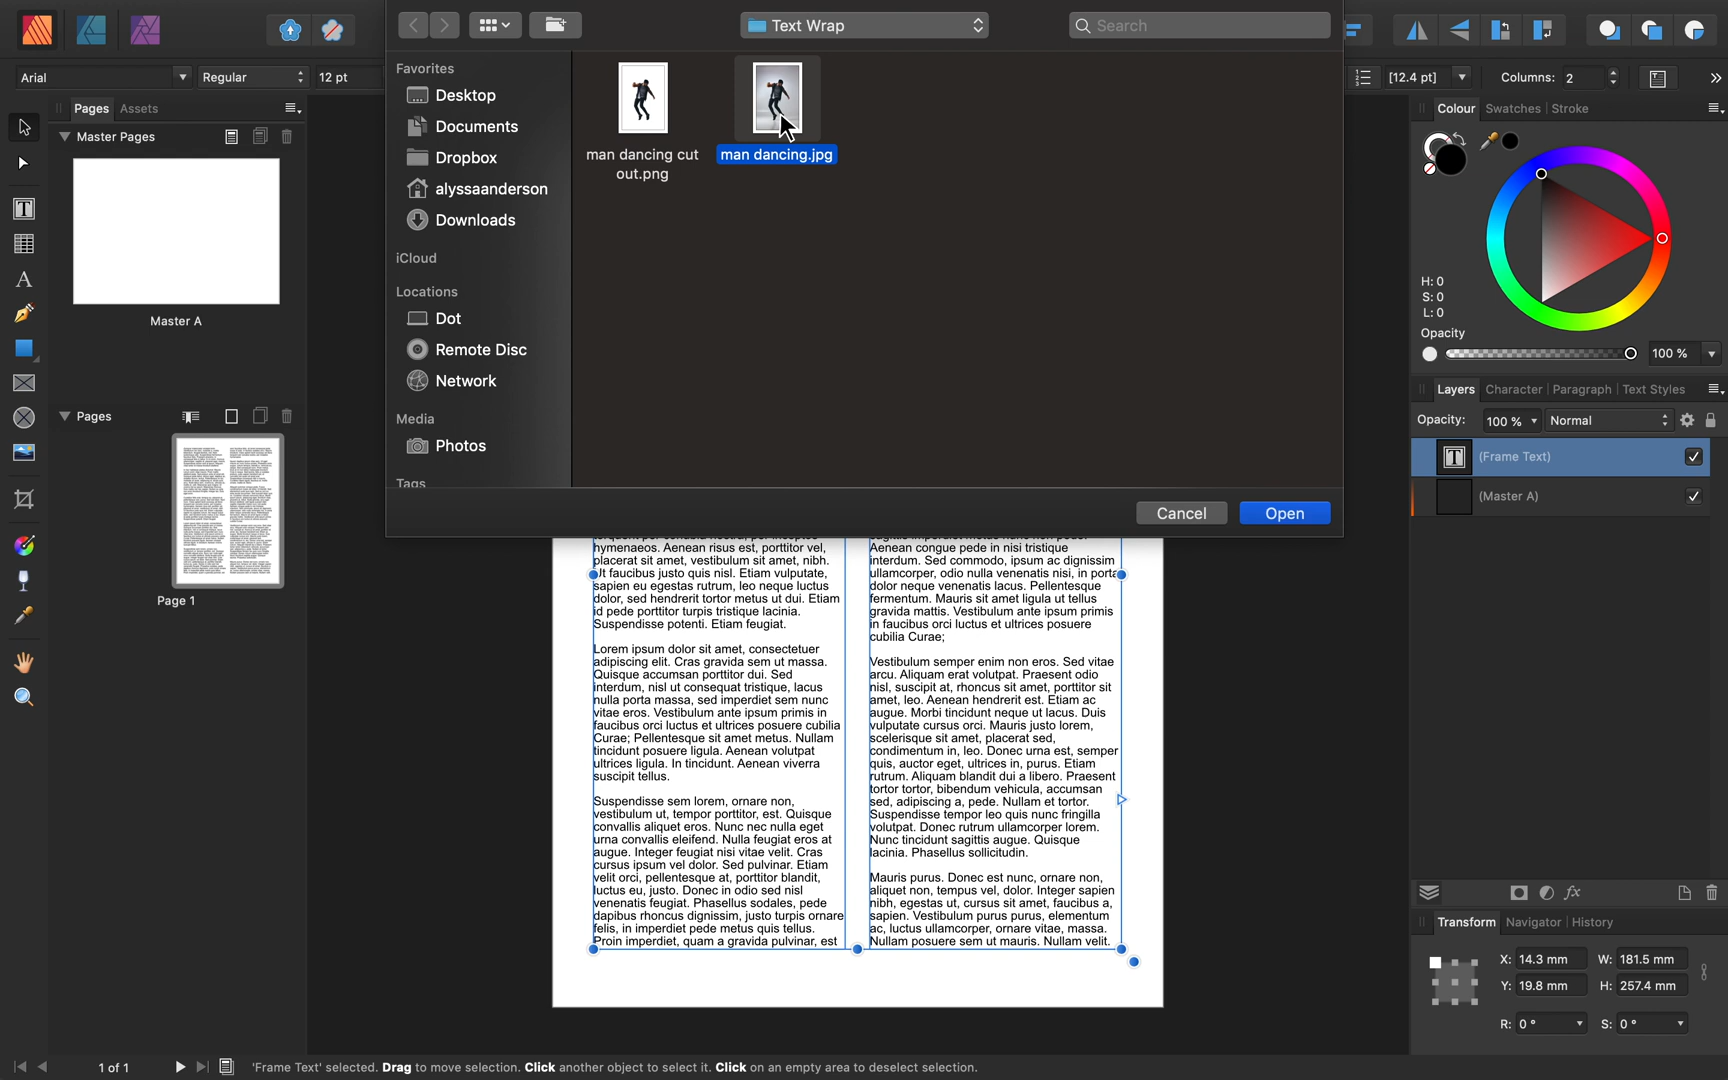 Text Wrap
Search
Arial
Regular
12 pt
[12.4 pt]
Columns: 2
Pages
Assets
Master Pages
Master A
Pages
Page 1
Favorites
Desktop
Documents
Dropbox
alyssaanderson
Downloads
iCloud
Locations
Dot
Remote Disc
Network
Media
Photos
Tags
man dancing cut
out.png
man dancing.jpg
Cancel
Open
hymenaeos. Aenean risus est, porttitor vel,
placerat sit amet, vestibulum sit amet, nibh.
Ut faucibus justo quis nisl. Etiam vulputate,
sapien eu egestas rutrum, leo neque luctus
dolor, sed hendrerit tortor metus ut dui. Etiam
id pede porttitor turpis tristique lacinia.
Suspendisse potenti. Etiam feugiat.
Lorem ipsum dolor sit amet, consectetuer
adipiscing elit. Cras gravida sem ut massa.
Quisque accumsan porttitor dui. Sed
interdum, nisl ut consequat tristique, lacus
nulla porta massa, sed imperdiet sem nunc
vitae eros. Vestibulum ante ipsum primis in
faucibus orci luctus et ultrices posuere cubilia
Curae; Pellentesque sit amet metus. Nullam
tincidunt posuere ligula. Aenean volutpat
ultrices ligula. In tincidunt. Aenean viverra
suscipit tellus.
Suspendisse sem lorem, ornare non,
vestibulum ut, tempor porttitor, est. Quisque
convallis aliquet eros. Nunc nec nulla eget
urna convallis eleifend. Nulla feugiat eros at
augue. Integer feugiat nisi vitae velit. Cras
cursus ipsum vel dolor. Sed pulvinar. Etiam
velit orci, pellentesque at, porttitor blandit,
luctus eu, justo. Donec in odio sed nisl
venenatis feugiat. Phasellus sodales, pede
dapibus rhoncus dignissim, justo turpis ornare
felis, in imperdiet pede metus quis tellus.
Proin imperdiet, quam a gravida pulvinar, est
Aenean congue pede in nisi tristique
interdum. Sed commodo, ipsum ac dignissim
ullamcorper, odio nulla venenatis nisi, in porta
dolor neque venenatis lacus. Pellentesque
fermentum. Mauris sit amet ligula ut tellus
gravida mattis. Vestibulum ante ipsum primis
in faucibus orci luctus et ultrices posuere
cubilia Curae;
Vestibulum semper enim non eros. Sed vitae
arcu. Aliquam erat volutpat. Praesent odio
nisl, suscipit at, rhoncus sit amet, porttitor sit
amet, leo. Aenean hendrerit est. Etiam ac
augue. Morbi tincidunt neque ut lacus. Duis
vulputate cursus orci. Mauris justo lorem,
scelerisque sit amet, placerat sed,
condimentum in, leo. Donec urna est, semper
quis, auctor eget, ultrices in, purus. Etiam
rutrum. Aliquam blandit dui a libero. Praesent
tortor tortor, bibendum vehicula, accumsan
sed, adipiscing a, pede. Nullam et tortor.
Suspendisse tempor leo quis nunc fringilla
volutpat. Donec rutrum ullamcorper lorem.
Nunc tincidunt sagittis augue. Quisque
lacinia. Phasellus sollicitudin.
Mauris purus. Donec est nunc, ornare non,
aliquet non, tempus vel, dolor. Integer sapien
nibh, egestas ut, cursus sit amet, faucibus a,
sapien. Vestibulum purus purus, elementum
ac, luctus ullamcorper, ornare vitae, massa.
Nullam posuere sem ut mauris. Nullam velit.
Colour
Swatches
Stroke
H: 0
S: 0
L: 0
Opacity
100 %
Layers
Character
Paragraph
Text Styles
Opacity: 100 %
Normal
(Frame Text)
(Master A)
Transform
Navigator
History
X: 14.3 mm W: 181.5 mm
Y: 19.8 mm H: 257.4 mm
R: 0 ° S: 0 °
1 of 1
'Frame Text' selected. Drag to move selection. Click another object to select it. Click on an empty area to deselect selection.